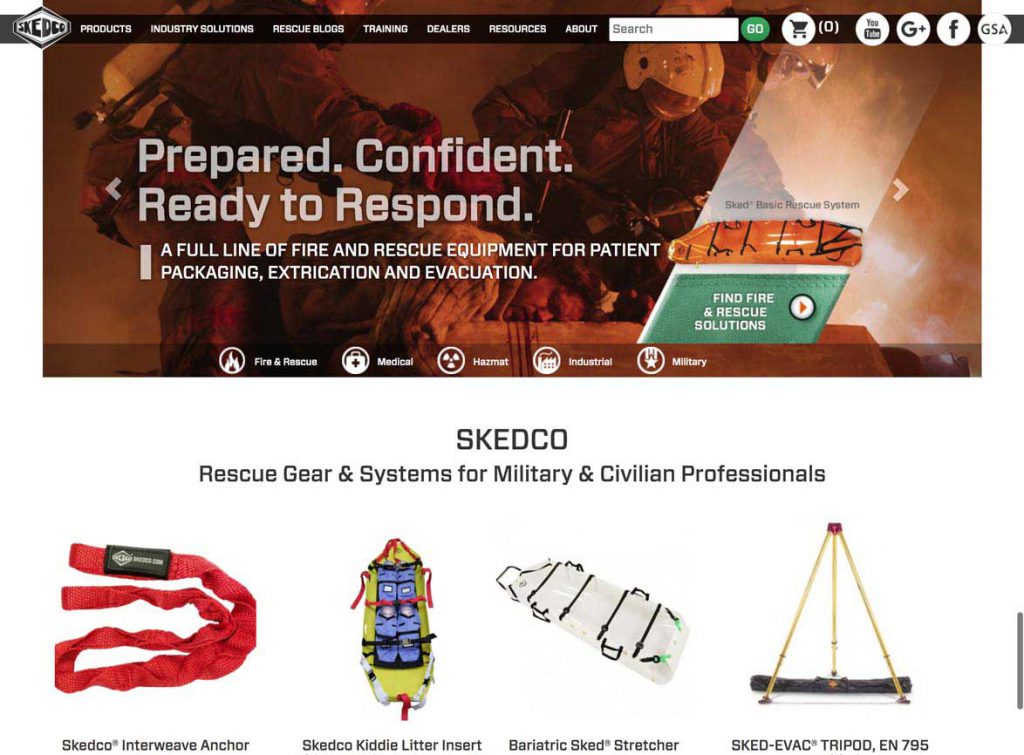 SKEDCO
PRODUCTS
INDUSTRY SOLUTIONS
RESCUE BLOGS
TRAINING
DEALERS
RESOURCES
ABOUT
Search
GO
(0)
You
Tube
G+
f
GSA
Prepared. Confident.
Ready to Respond.
A FULL LINE OF FIRE AND RESCUE EQUIPMENT FOR PATIENT
PACKAGING, EXTRICATION AND EVACUATION.
Sked® Basic Rescue System
FIND FIRE
& RESCUE
SOLUTIONS
Fire & Rescue
Medical
Hazmat
Industrial
Military
SKEDCO
Rescue Gear & Systems for Military & Civilian Professionals
SKEDCO SKEDCO.COM
Skedco® Interweave Anchor
Skedco Kiddie Litter Insert
Bariatric Sked® Stretcher
SKED-EVAC® TRIPOD, EN 795